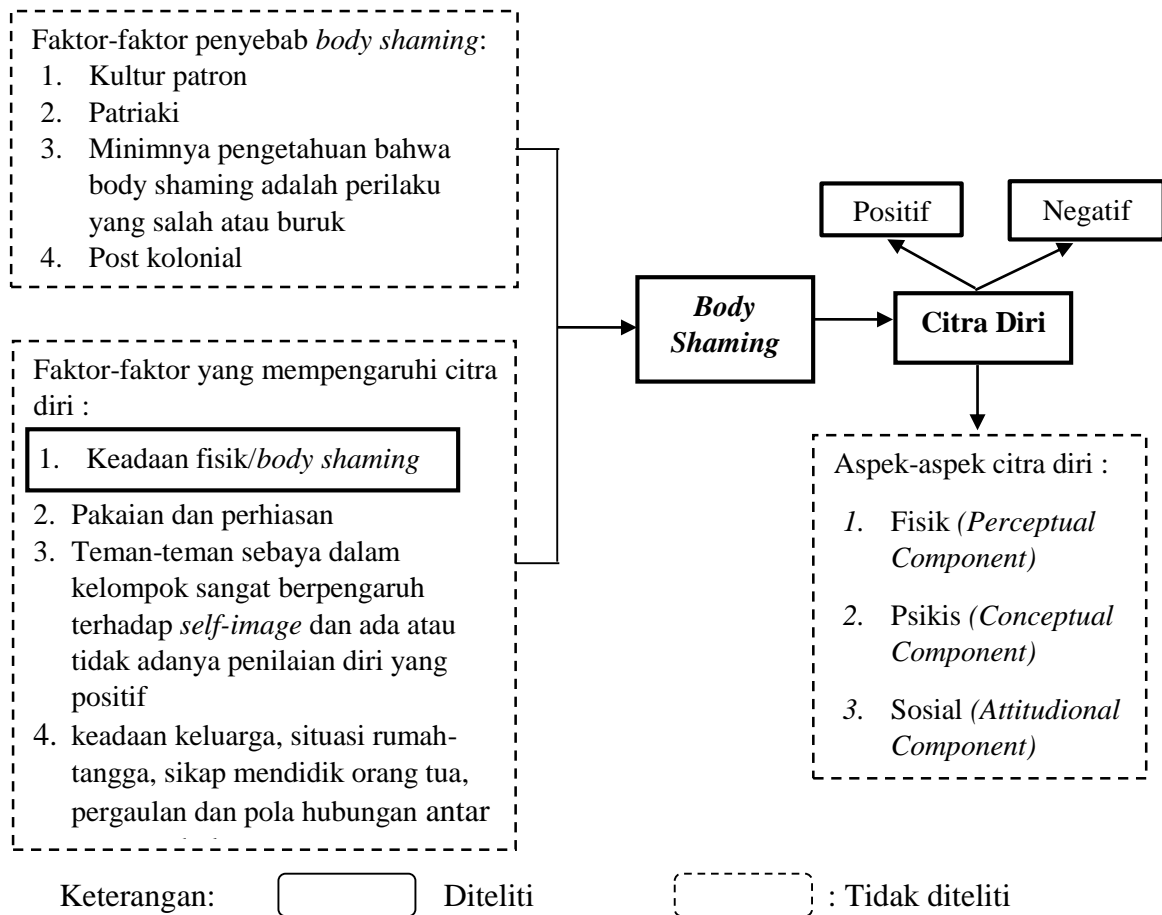 Faktor-faktor penyebab body shaming:
1. Kultur patron
2. Patriaki
3. Minimnya pengetahuan bahwa
body shaming adalah perilaku
yang salah atau buruk
4. Post kolonial
Faktor-faktor yang mempengaruhi citra
diri :
1. Keadaan fisik/body shaming
2. Pakaian dan perhiasan
3. Teman-teman sebaya dalam
kelompok sangat berpengaruh
terhadap self-image dan ada atau
tidak adanya penilaian diri yang
positif
4. keadaan keluarga, situasi rumah-
tangga, sikap mendidik orang tua,
pergaulan dan pola hubungan antar
Body
Shaming
Positif
Negatif
Citra Diri
Aspek-aspek citra diri :
1. Fisik (Perceptual
Component)
2. Psikis (Conceptual
Component)
3. Sosial (Attitudional
Component)
Keterangan:
Diteliti
: Tidak diteliti